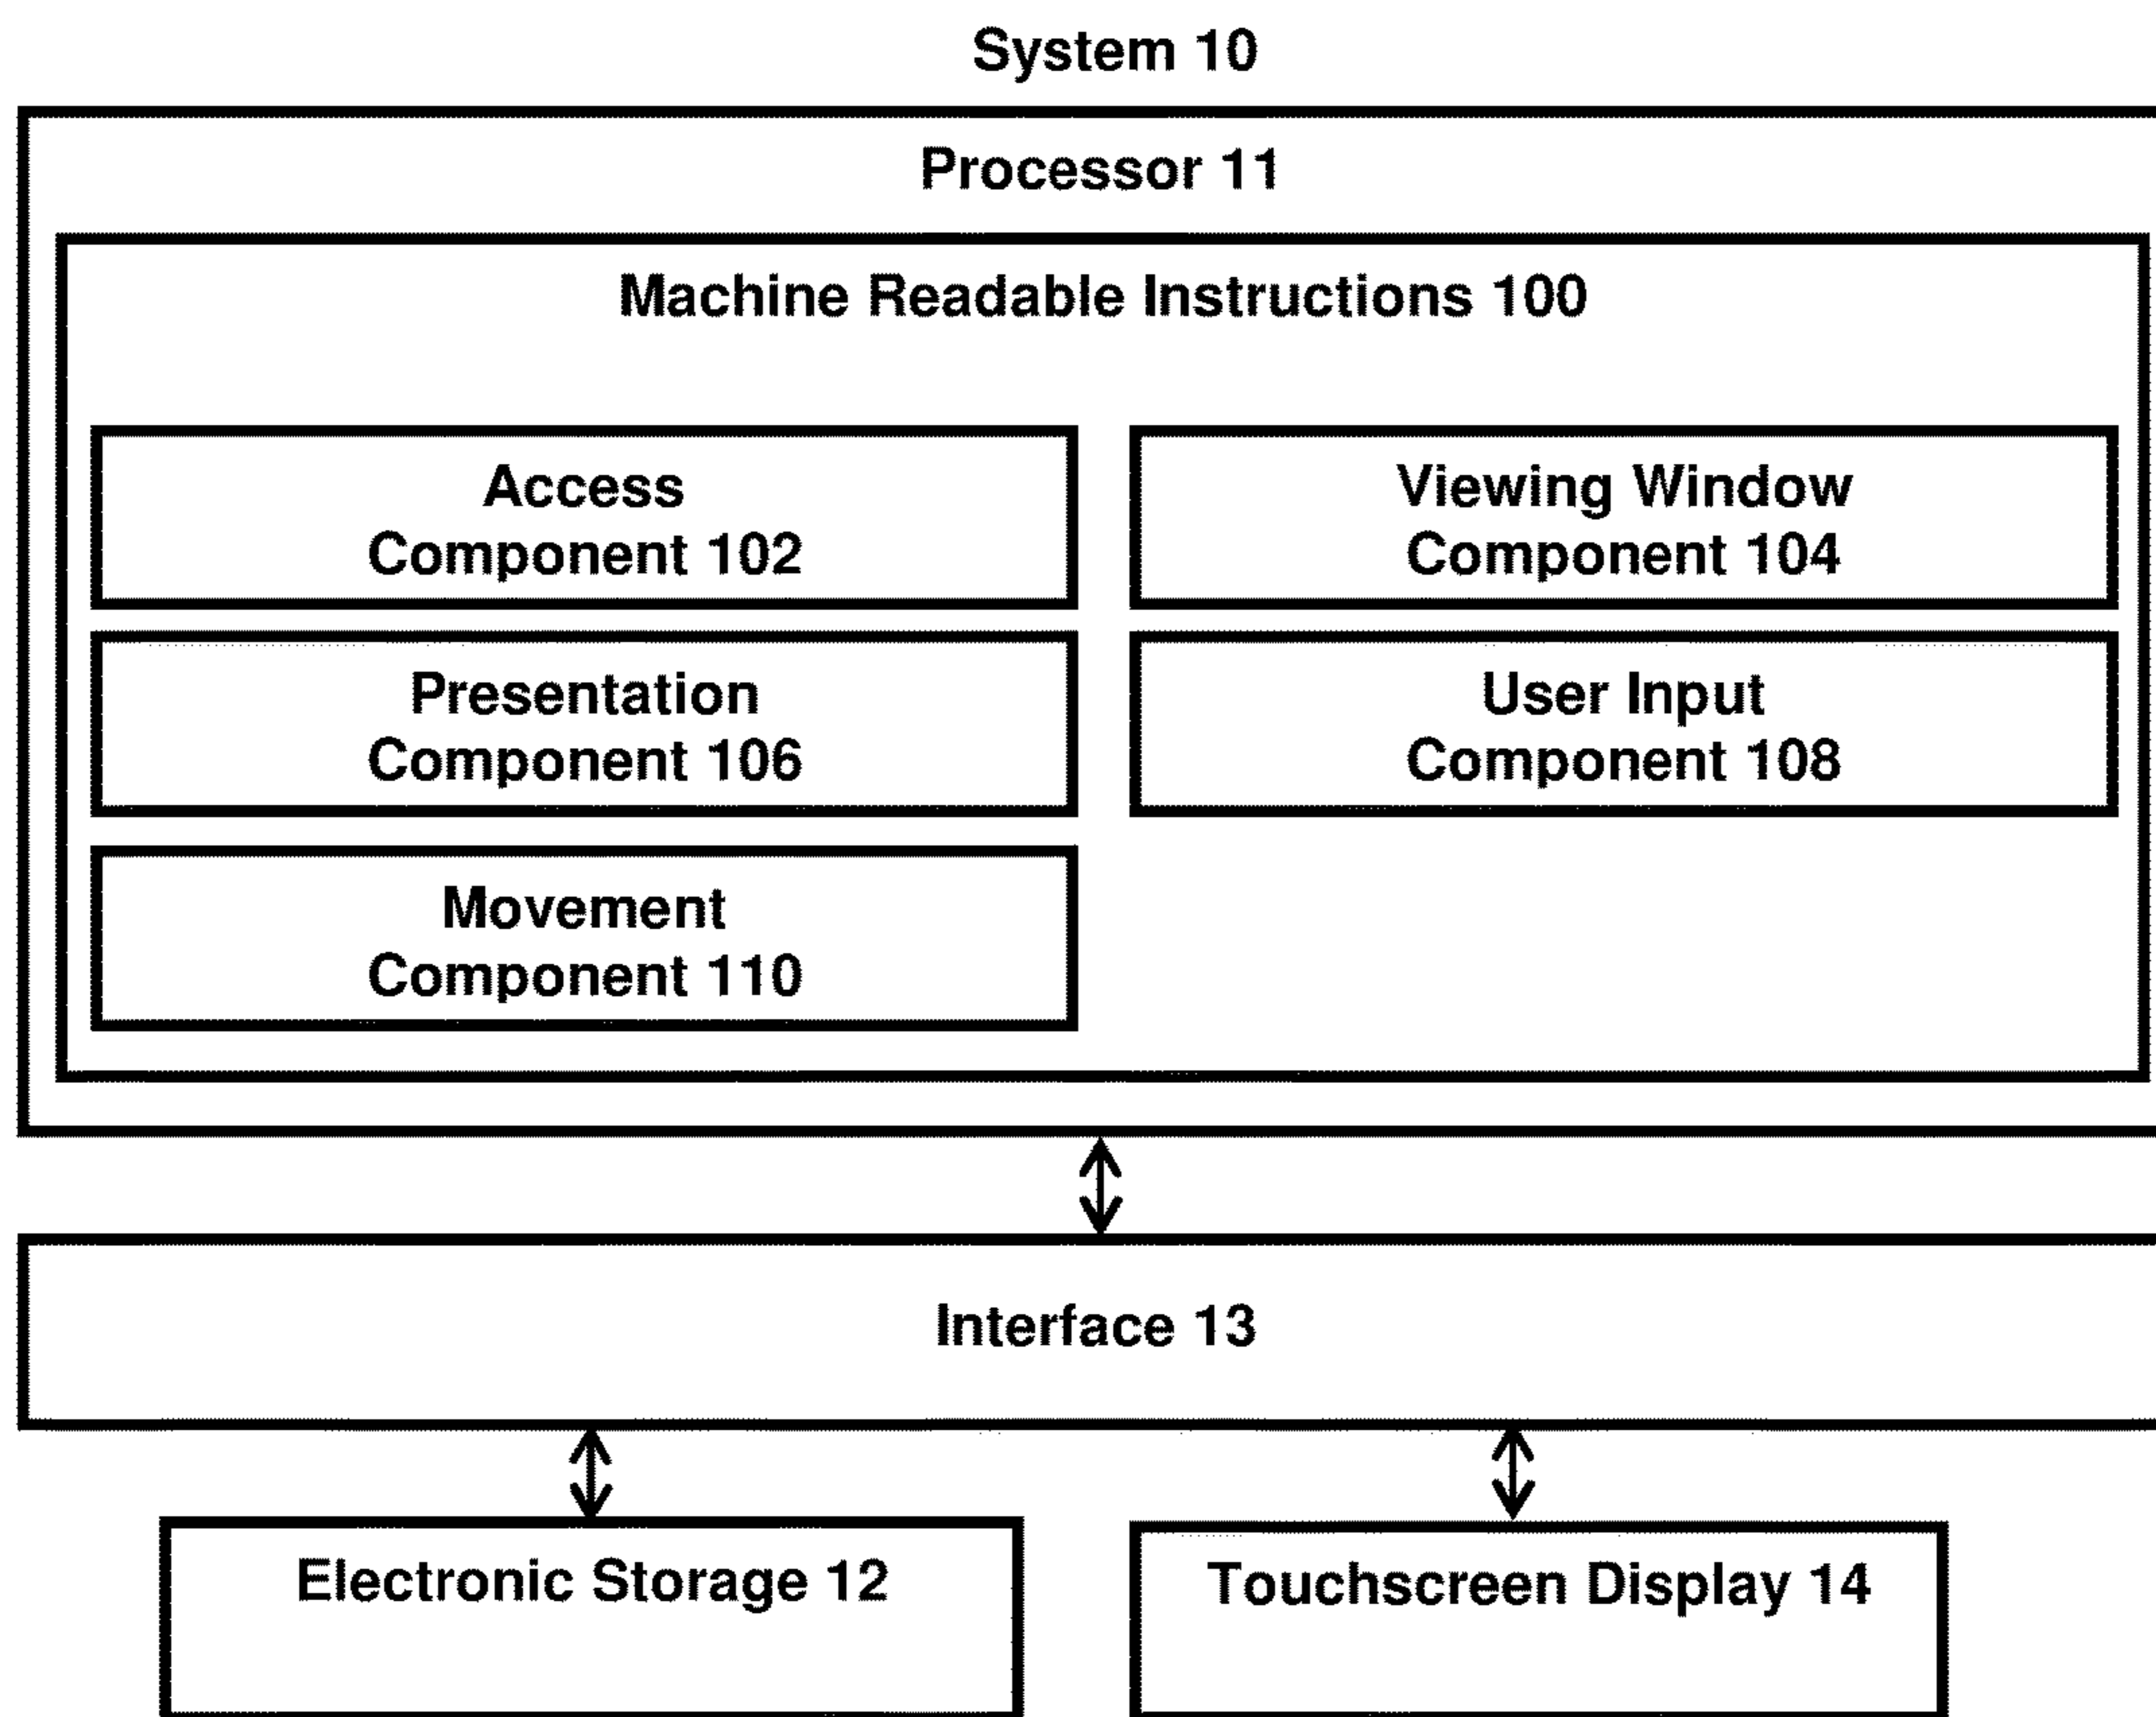 System 10
Processor 11
Machine Readable Instructions 100
Access
Component 102
Viewing Window
Component 104
Presentation
Component 106
User Input
Component 108
Movement
Component 110
Interface 13
Electronic Storage 12
Touchscreen Display 14